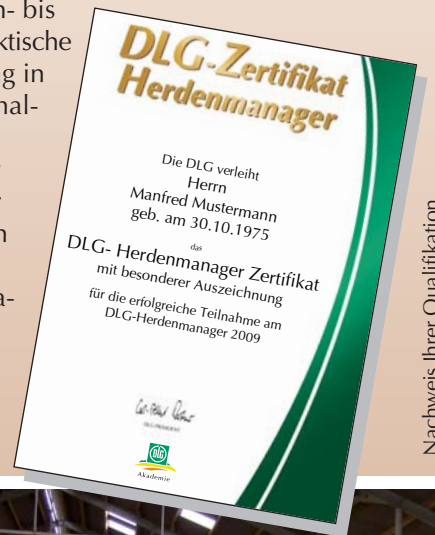 n- bis
ktische
g in
nal-
n
a-
DLG-Zertifikat
Herdenmanager
Die DLG verleiht
Herrn
Manfred Mustermann
geb. am 30.10.1975
das
DLG- Herdenmanager Zertifikat
mit besonderer Auszeichnung
für die erfolgreiche Teilnahme am
DLG-Herdenmanager 2009
DLG-PRÄSIDENT
DLG
Akademie
Nachweis Ihrer Qualifikation